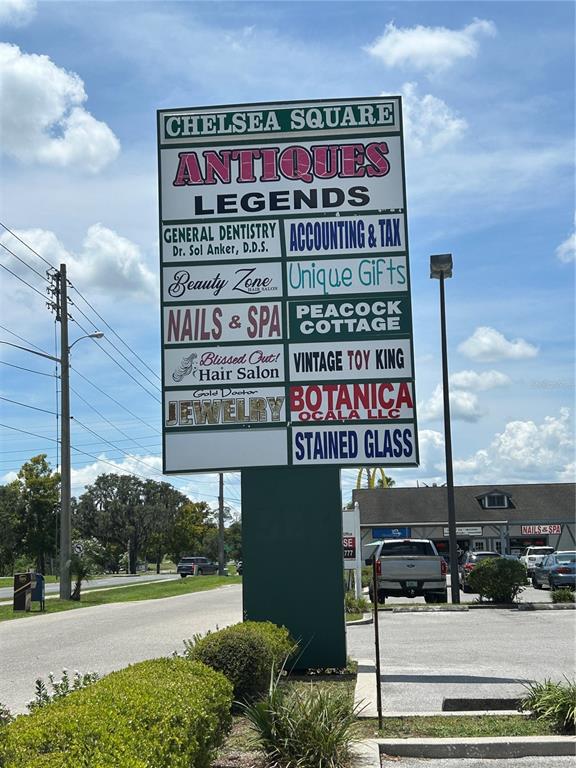 CHELSEA SQUARE
ANTIQUES
LEGENDS
GENERAL DENTISTRY
Dr. Sol Anker, D.D.S.
ACCOUNTING & TAX
Beauty Zone
HAIR SALON
Unique Gifts
NAILS & SPA
PEACOCK
COTTAGE
Blissed Out!
Hair Salon
VINTAGE TOY KING
Gold Doctor
JEWELRY
BOTANICA
OCALA LLC
STAINED GLASS
NAILS & SPA